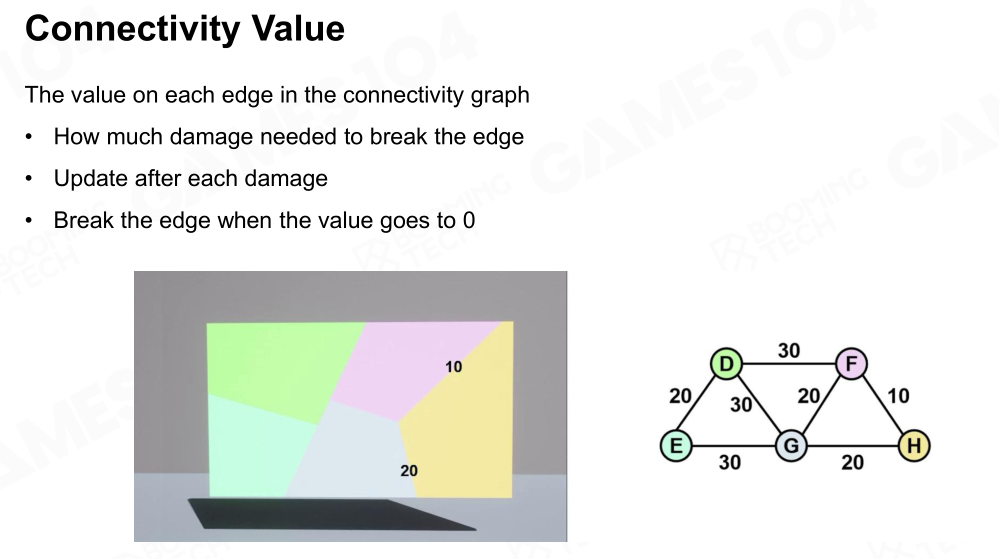 Connectivity Value
The value on each edge in the connectivity graph
• How much damage needed to break the edge
• Update after each damage
• Break the edge when the value goes to 0
10
20
30
D F
20 30 20 10
E G H
30 20
GAMES104
BOOMING TECH